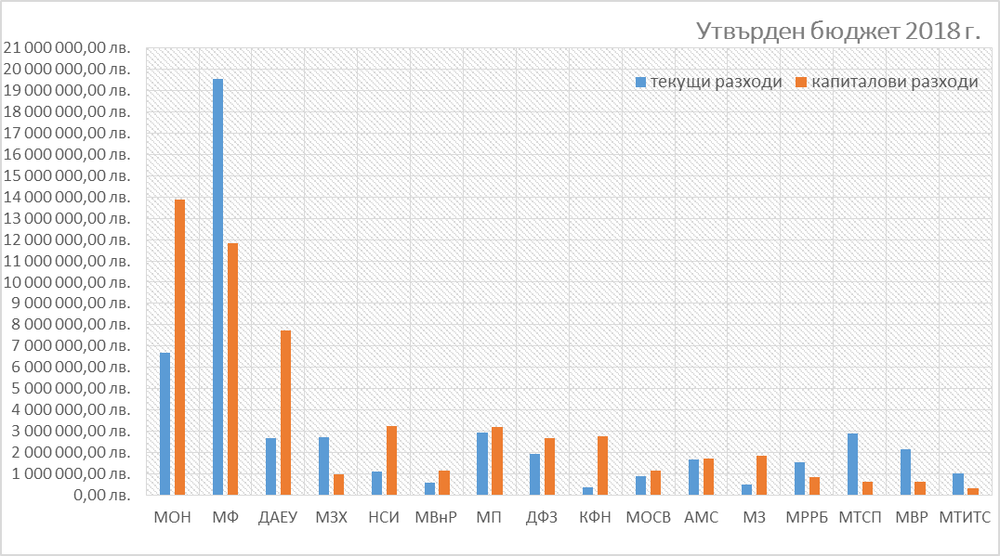 Утвърден бюджет 2018 г.
текущи разходи
капиталови разходи
21 000 000,00 лв.
20 000 000,00 лв.
19 000 000,00 лв.
18 000 000,00 лв.
17 000 000,00 лв.
16 000 000,00 лв.
15 000 000,00 лв.
14 000 000,00 лв.
13 000 000,00 лв.
12 000 000,00 лв.
11 000 000,00 лв.
10 000 000,00 лв.
9 000 000,00 лв.
8 000 000,00 лв.
7 000 000,00 лв.
6 000 000,00 лв.
5 000 000,00 лв.
4 000 000,00 лв.
3 000 000,00 лв.
2 000 000,00 лв.
1 000 000,00 лв.
0,00 лв.
МОН МФ ДАЕУ МЗХ НСИ МВнР МП ДФЗ КФН МОСВ АМС МЗ МРРБ МТСП МВР МТИТС